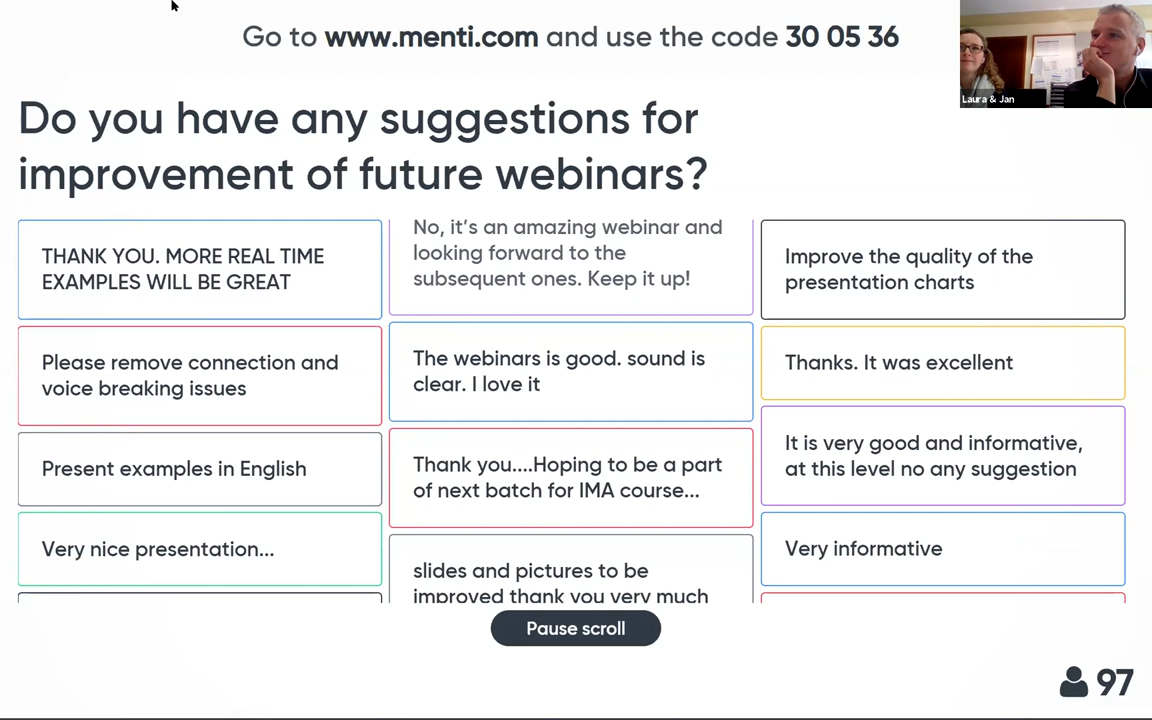 Go to www.menti.com and use the code 30 05 36
Laura & Jan
Do you have any suggestions for
improvement of future webinars?
THANK YOU. MORE REAL TIME
EXAMPLES WILL BE GREAT
Please remove connection and
voice breaking issues
Present examples in English
Very nice presentation...
No, it's an amazing webinar and
looking forward to the
subsequent ones. Keep it up!
The webinars is good. sound is
clear. I love it
Thank you....Hoping to be a part
of next batch for IMA course...
slides and pictures to be
improved thank you very much
Improve the quality of the
presentation charts
Thanks. It was excellent
It is very good and informative,
at this level no any suggestion
Very informative
Pause scroll
97